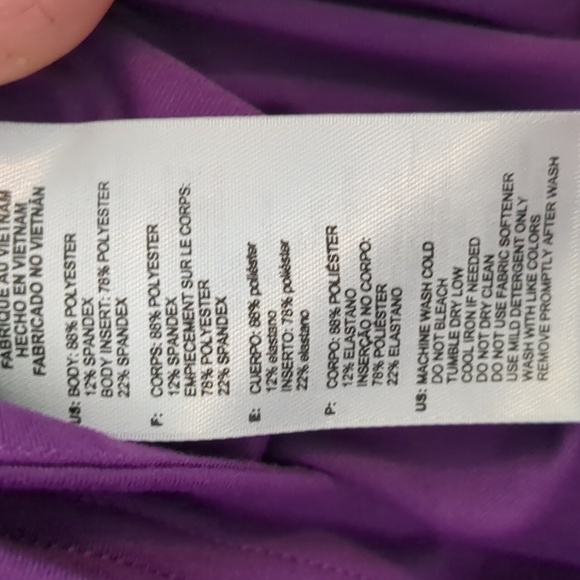 FABRIQUÉ AU VIETNAM
HECHO EN VIETNAM
FABRICADO NO VIETNÃN
US: BODY: 88% POLYESTER
12% SPANDEX
BODY INSERT: 78% POLYESTER
22% SPANDEX
F: CORPS: 88% POLYESTER
12% SPANDEX
EMPIECEMENT SUR LE CORPS:
78% POLYESTER
22% SPANDEX
E: CUERPO: 88% poliéster
12% elastano
INSERTO: 78% poliéster
22% elastano
P: CORPO: 88% POLIÉSTER
12% ELASTANO
INSERÇÃO NO CORPO:
78% POLIÉSTER
22% ELASTANO
US: MACHINE WASH COLD
DO NOT BLEACH
TUMBLE DRY LOW
COOL IRON IF NEEDED
DO NOT DRY CLEAN
DO NOT USE FABRIC SOFTENER
USE MILD DETERGENT ONLY
WASH WITH LIKE COLORS
REMOVE PROMPTLY AFTER WASH